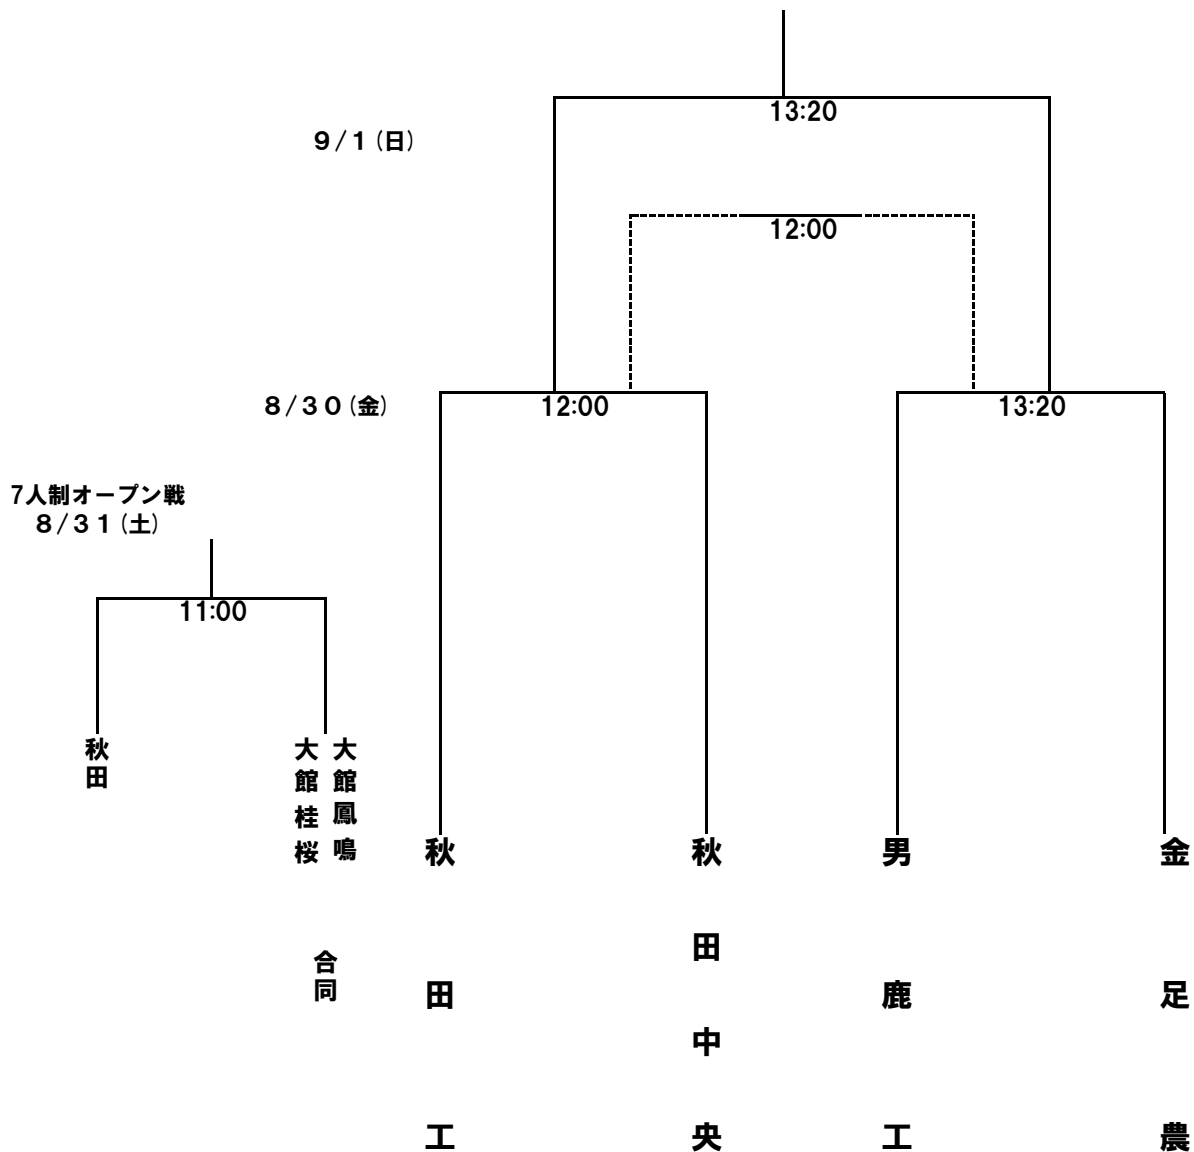 13:20
９/１(日)
12:00
８/３０(金)
12:00
13:20
7人制オープン戦
８/３１(土)
11:00
秋田
大館鳳鳴
大館桂桜
合同
秋田工
秋田中央
男鹿工
金足農